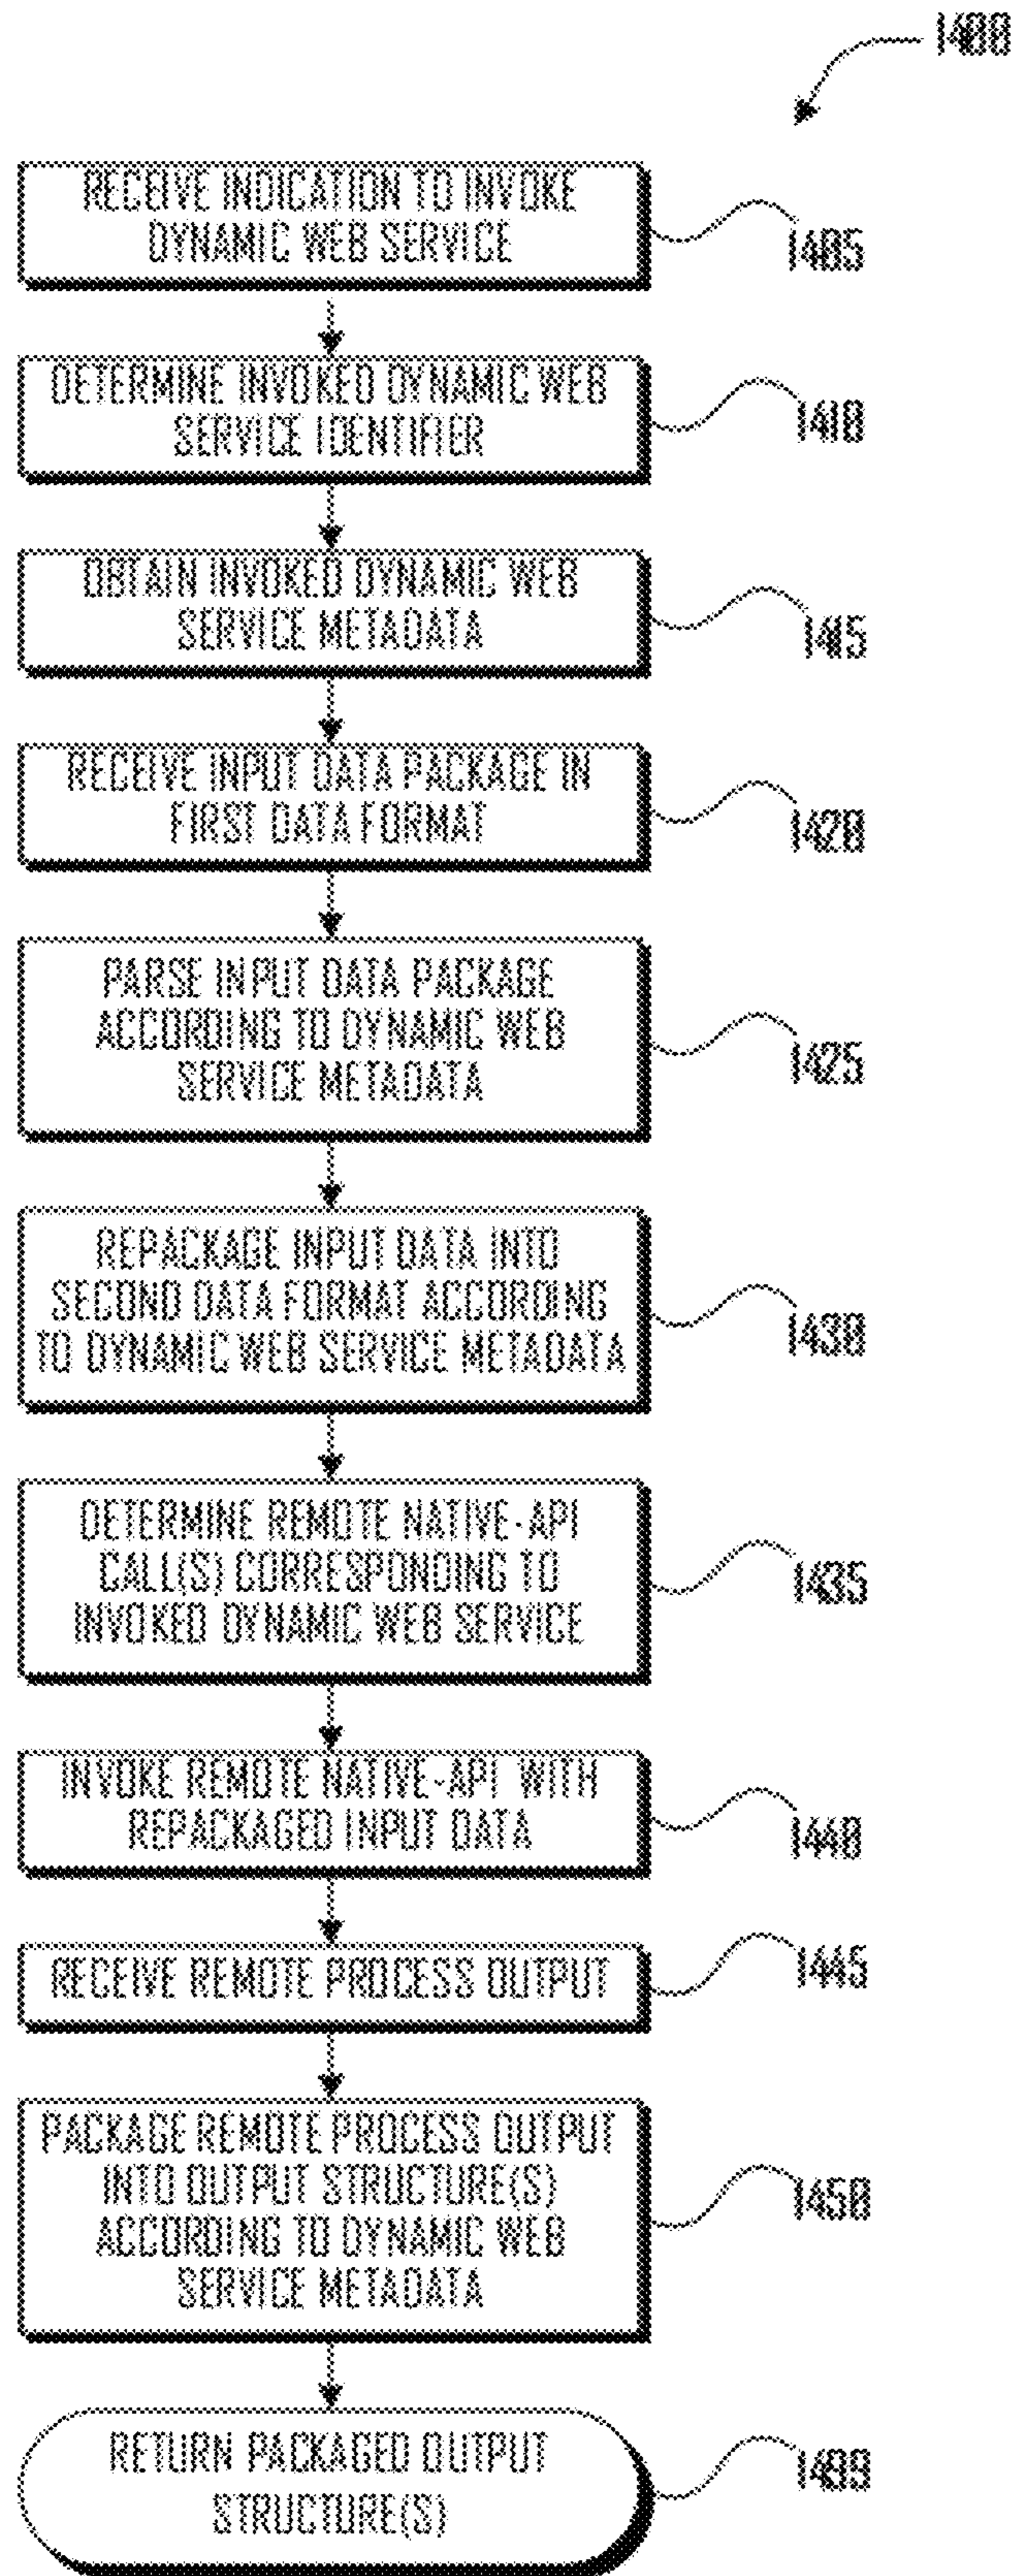 1400
RECEIVE INDICATION TO INVOKE
DYNAMIC WEB SERVICE
1405
DETERMINE INVOKED DYNAMIC WEB
SERVICE IDENTIFIER
1410
OBTAIN INVOKED DYNAMIC WEB
SERVICE METADATA
1415
RECEIVE INPUT DATA PACKAGE IN
FIRST DATA FORMAT
1420
PARSE INPUT DATA PACKAGE
ACCORDING TO DYNAMIC WEB
SERVICE METADATA
1425
REPACKAGE INPUT DATA INTO
SECOND DATA FORMAT ACCORDING
TO DYNAMIC WEB SERVICE METADATA
1430
DETERMINE REMOTE NATIVE-API
CALL(S) CORRESPONDING TO
INVOKED DYNAMIC WEB SERVICE
1435
INVOKE REMOTE NATIVE-API WITH
REPACKAGED INPUT DATA
1440
RECEIVE REMOTE PROCESS OUTPUT
1445
PACKAGE REMOTE PROCESS OUTPUT
INTO OUTPUT STRUCTURE(S)
ACCORDING TO DYNAMIC WEB
SERVICE METADATA
1450
RETURN PACKAGED OUTPUT
STRUCTURE(S)
1499